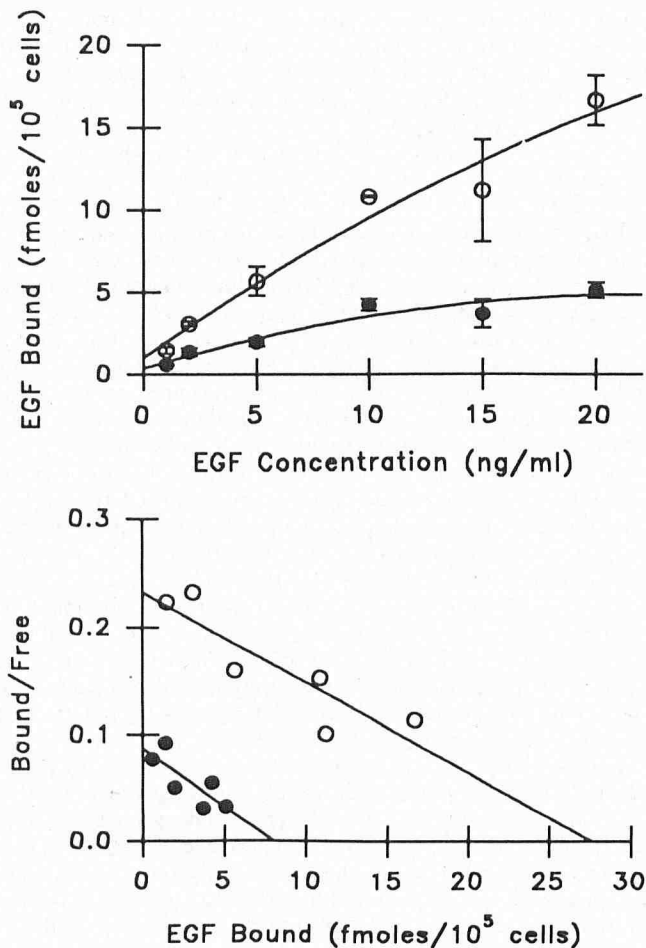 EGF Bound (fmoles/10⁵ cells)
20
15
10
5
0
0 5 10 15 20
EGF Concentration (ng/ml)
Bound/Free
0.3
0.2
0.1
0.0
0 5 10 15 20 25 30
EGF Bound (fmoles/10⁵ cells)